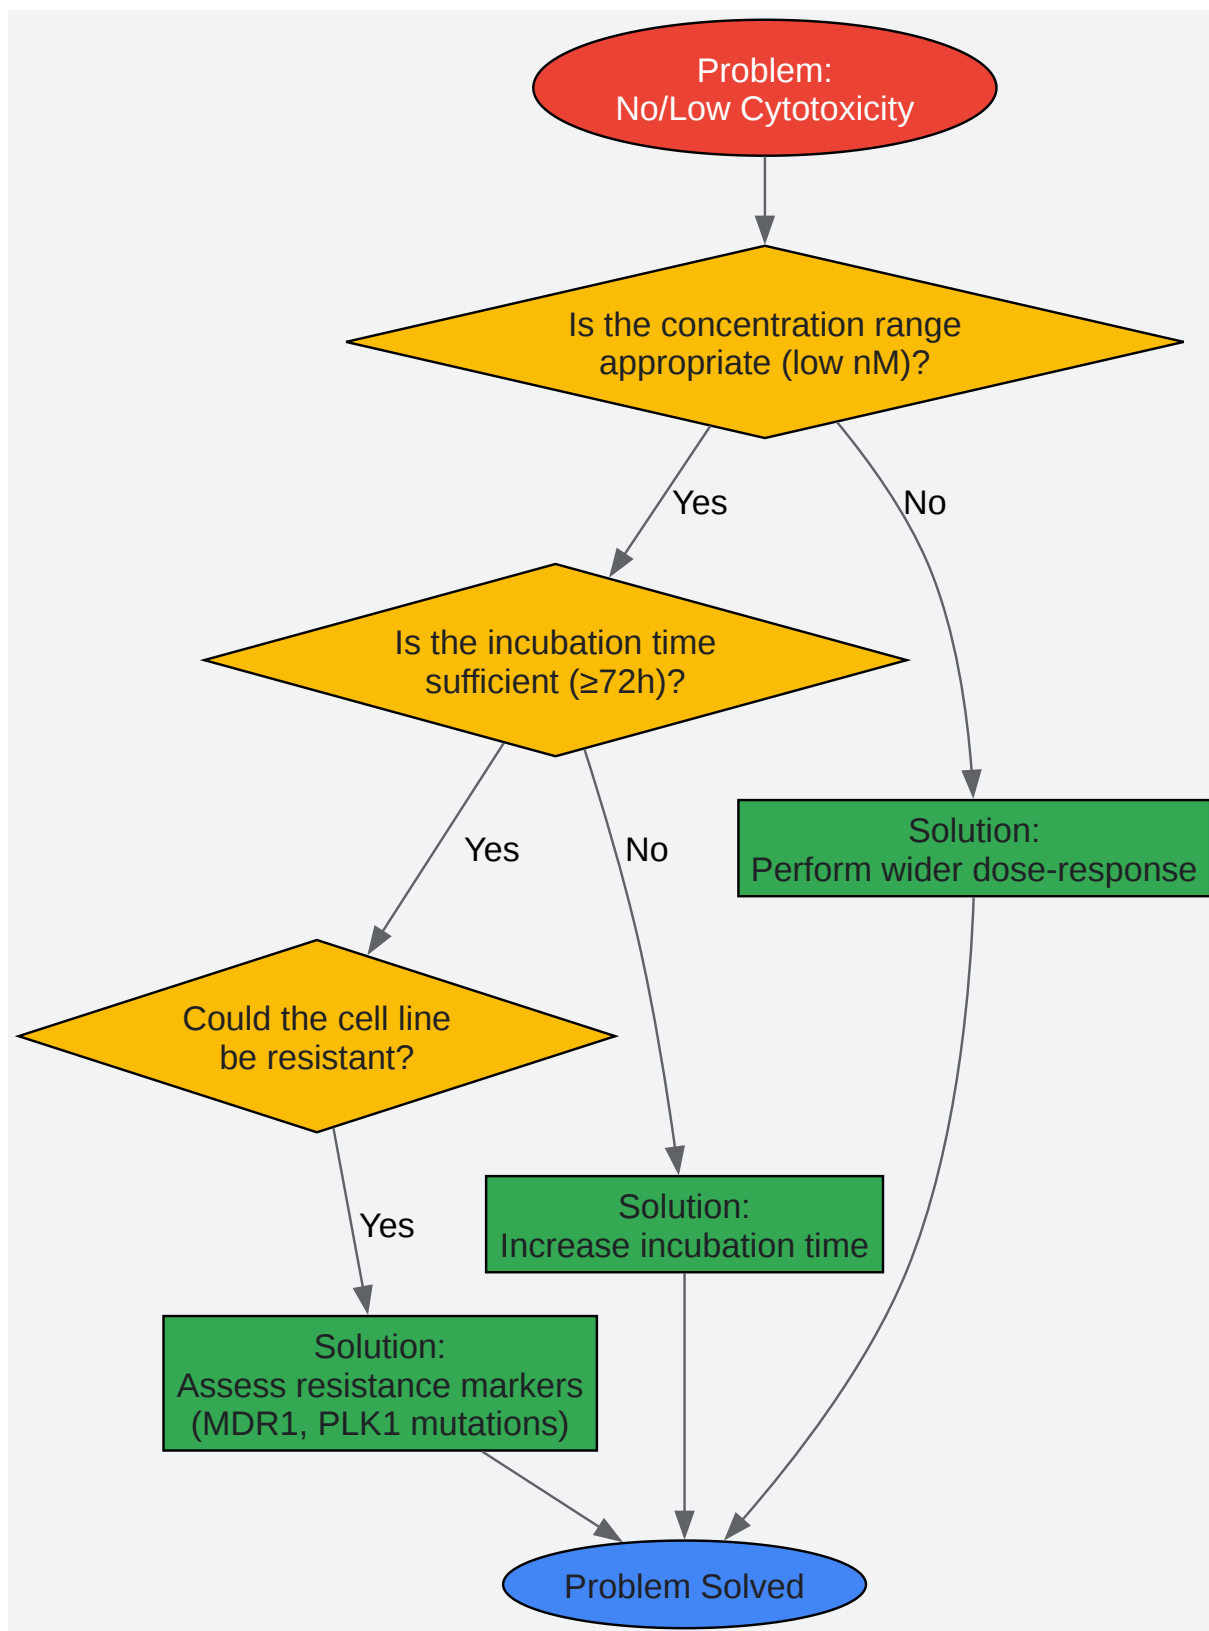 Problem:
No/Low Cytotoxicity
Is the concentration range
appropriate (low nM)?
Yes
No
Is the incubation time
sufficient (≥72h)?
Yes
No
Solution:
Perform wider dose-response
Could the cell line
be resistant?
Yes
Solution:
Increase incubation time
Solution:
Assess resistance markers
(MDR1, PLK1 mutations)
Problem Solved